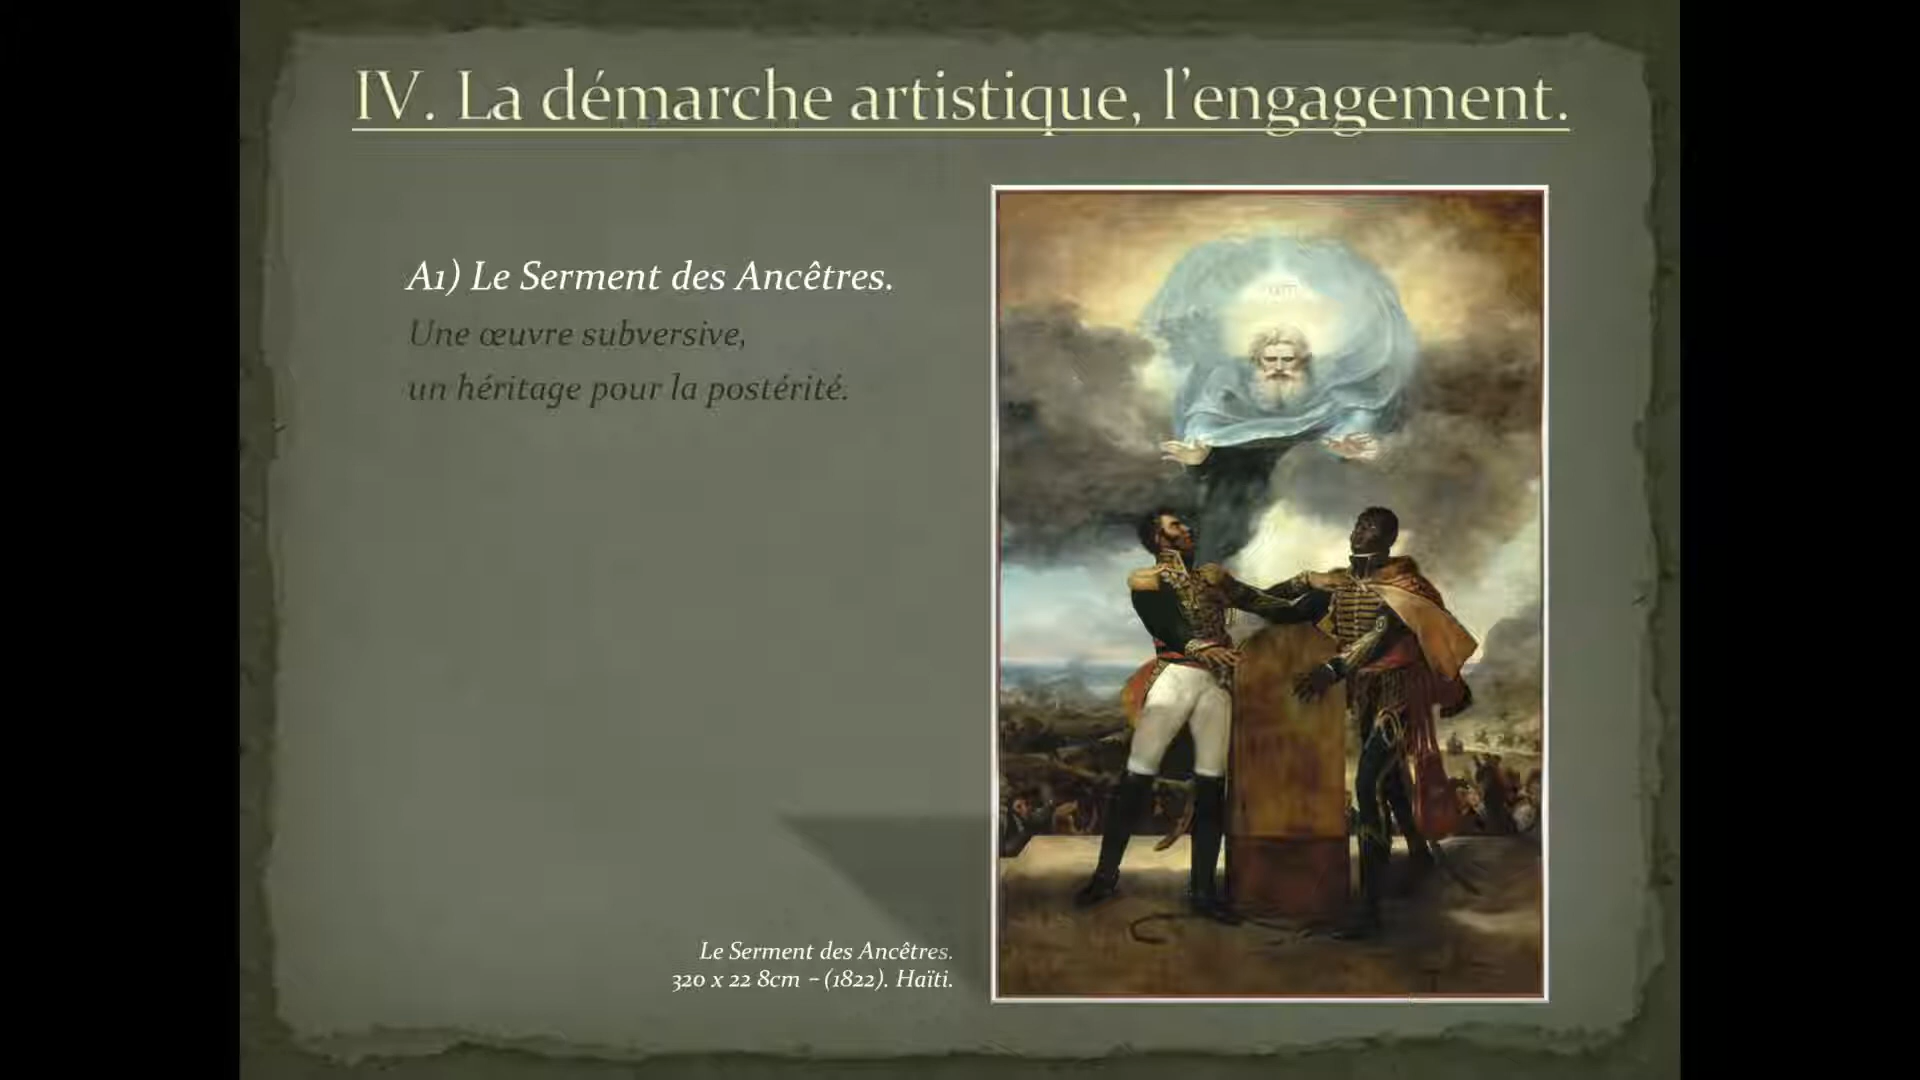 IV. La démarche artistique, l'engagement.
A1) Le Serment des Ancêtres.
Une œuvre subversive,
un héritage pour la postérité.
Le Serment des Ancêtres.
320 x 22 8cm – (1822). Haïti.